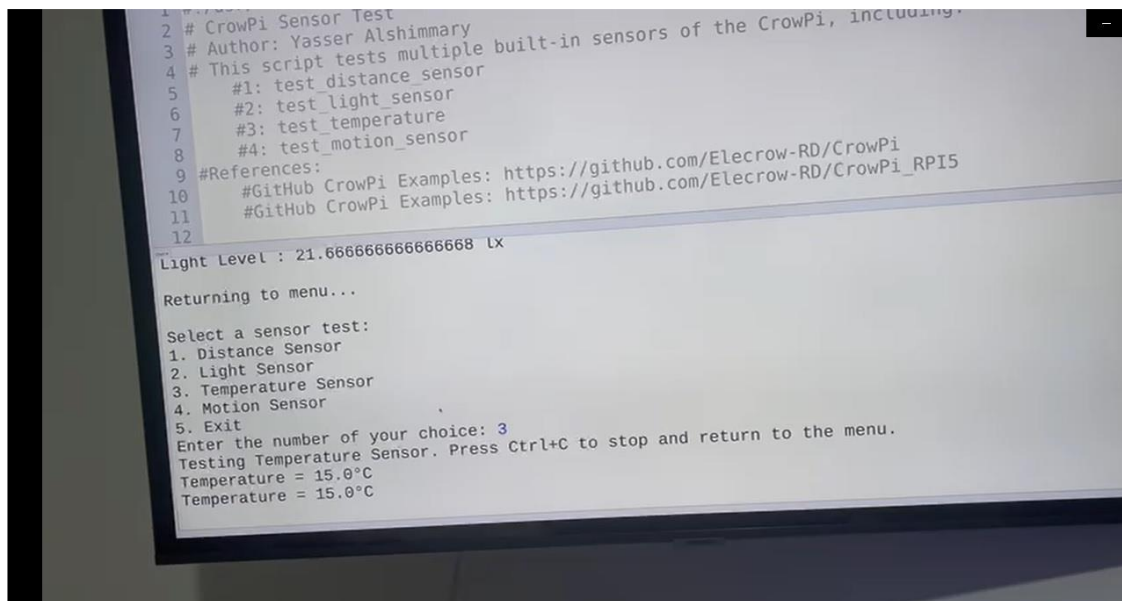 1
2 # CrowPi Sensor Test
3 # Author: Yasser Alshimmary
4 # This script tests multiple built-in sensors of the CrowPi, including:
5 #1: test_distance_sensor
6 #2: test_light_sensor
7 #3: test_temperature
8 #4: test_motion_sensor
9 #References:
10 #GitHub CrowPi Examples: https://github.com/Elecrow-RD/CrowPi
11 #GitHub CrowPi Examples: https://github.com/Elecrow-RD/CrowPi_RPI5
12
Light Level : 21.666666666666668 lx
Returning to menu...
Select a sensor test:
1. Distance Sensor
2. Light Sensor
3. Temperature Sensor
4. Motion Sensor
5. Exit
Enter the number of your choice: 3
Testing Temperature Sensor. Press Ctrl+C to stop and return to the menu.
Temperature = 15.0°C
Temperature = 15.0°C